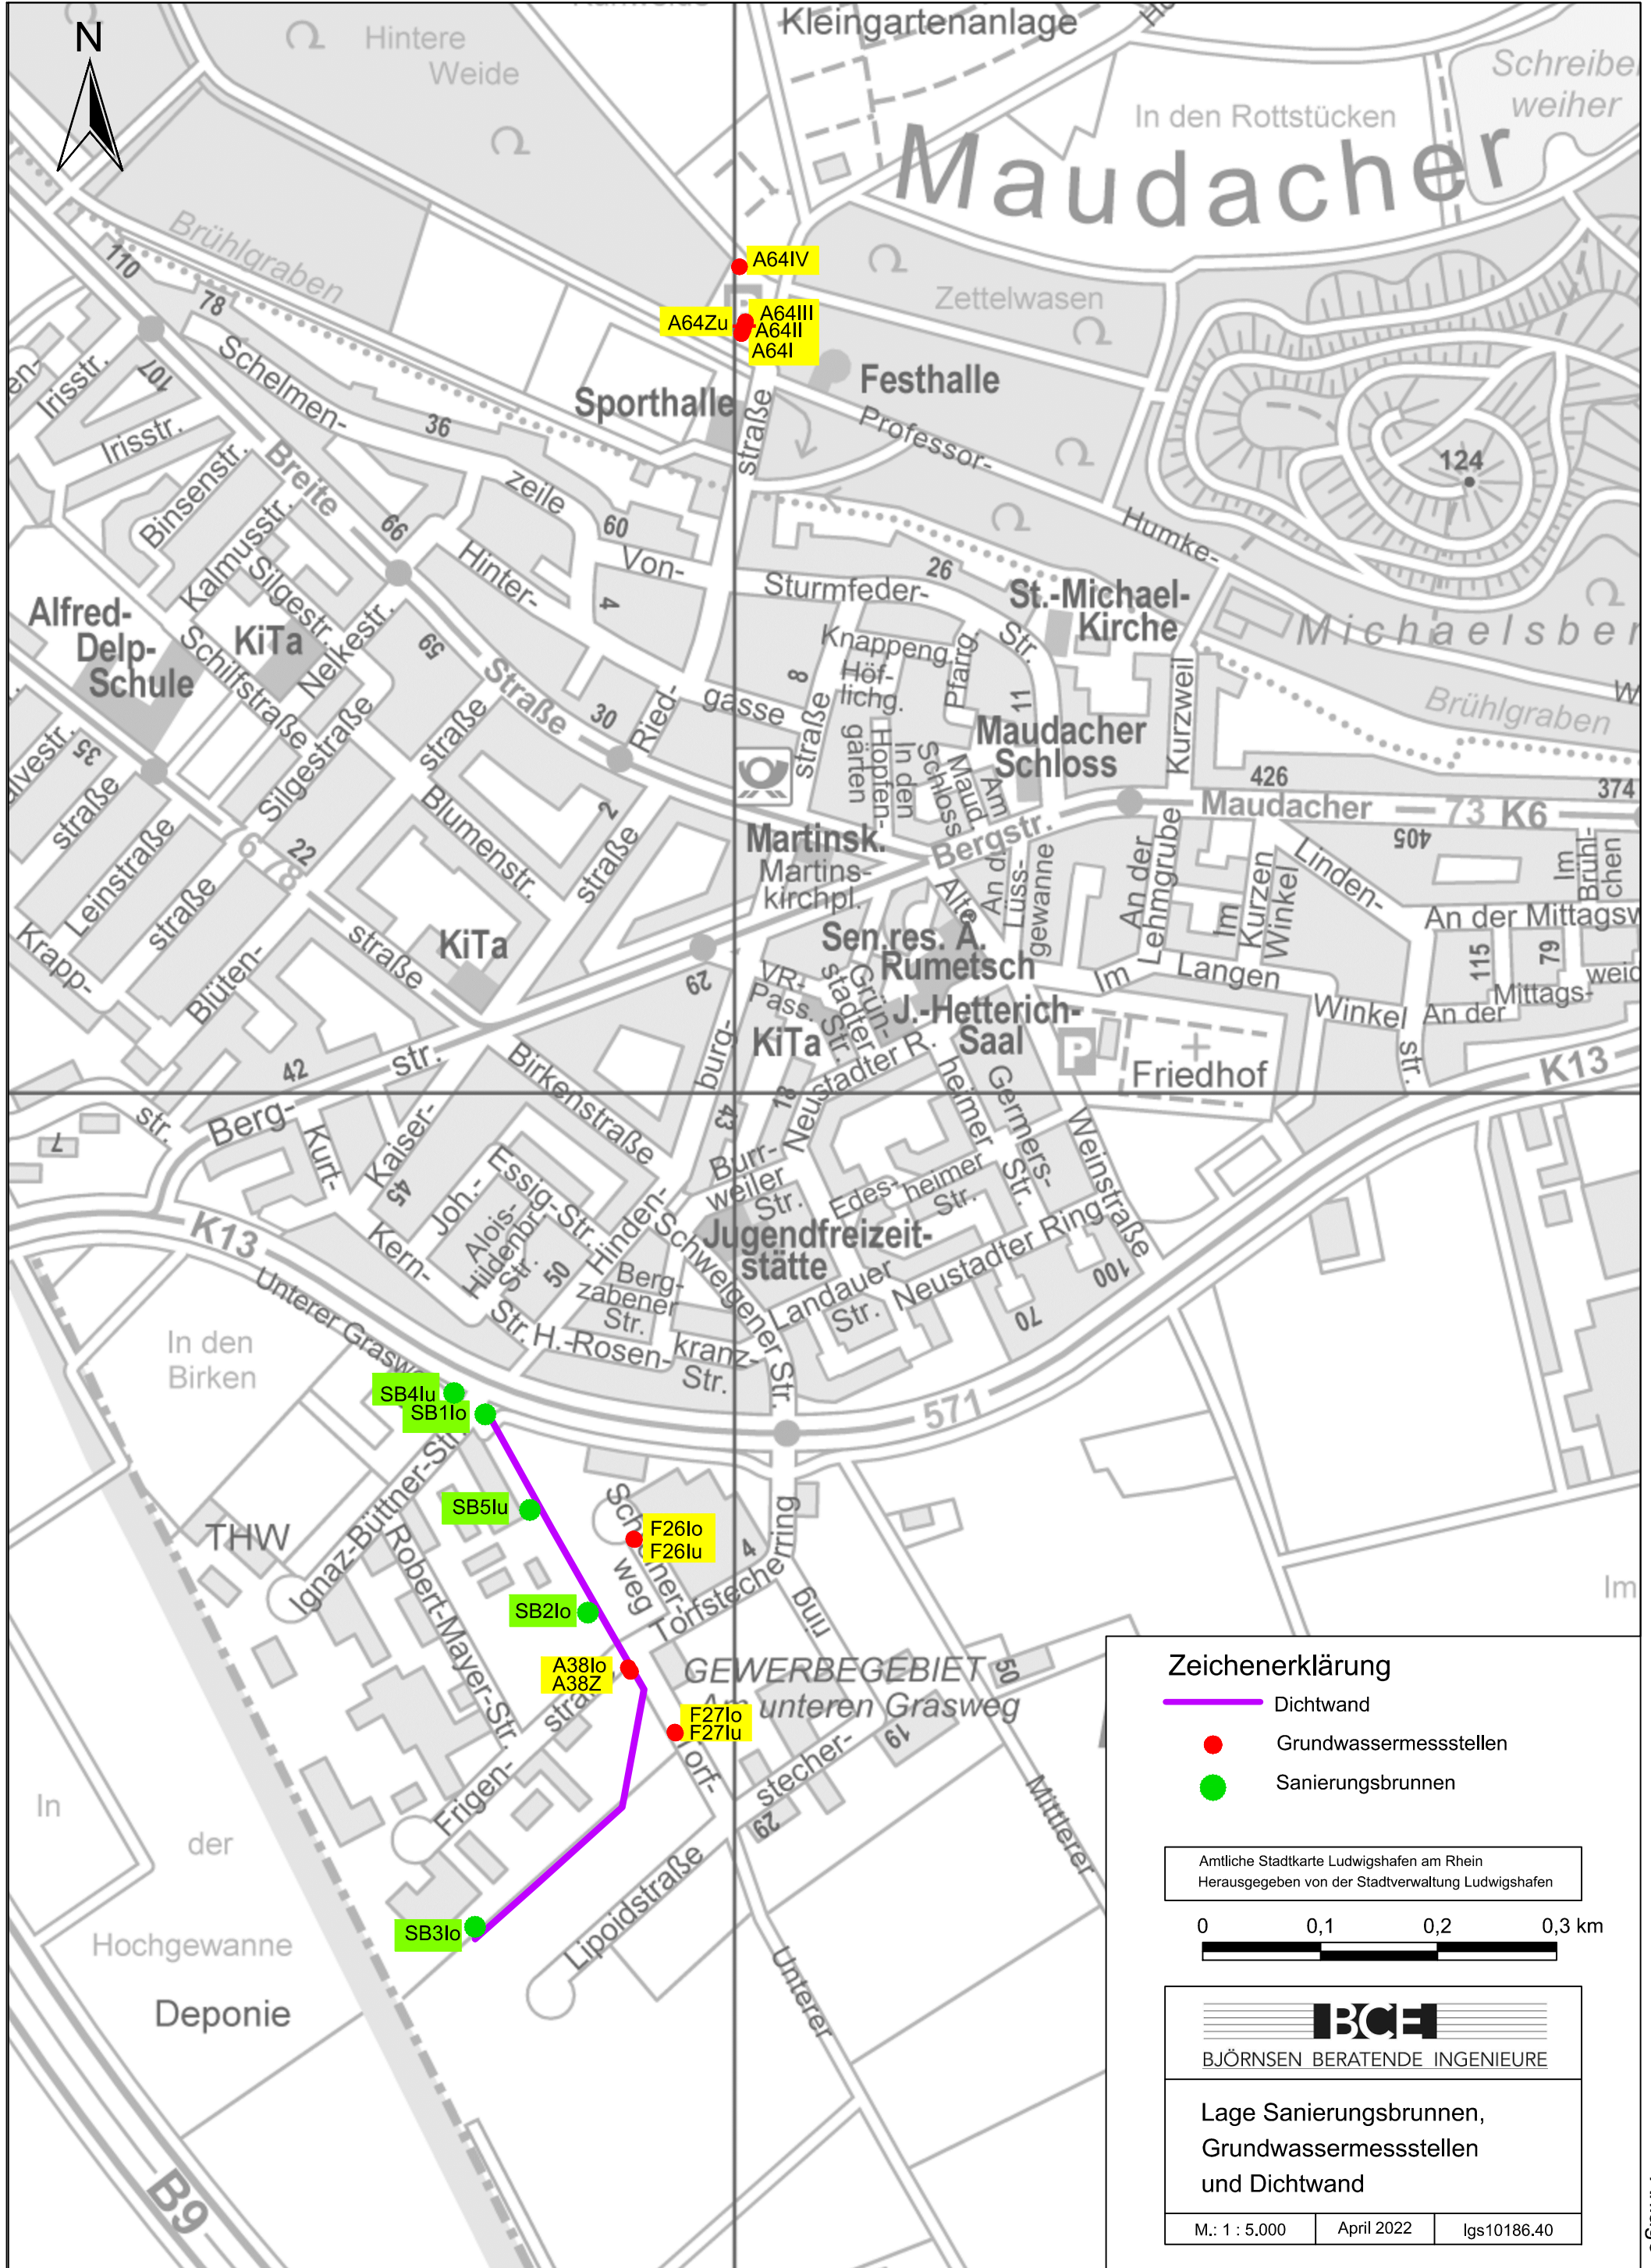 N
Hintere
Weide
Kleingartenanlage
In den Rottstücken
weiher
Maudacher
Brühlgraben
110
78
107
A64IV
A64Zu
A64III
A64II
A64I
Zettelwasen
Festhalle
Sporthalle
straße
Professor-
Humke-
124
Irisstr.
Irisstr.
Schelmen-
36
zeile
60
Binsenstr.
Breite
66
Kalmusstr.
Silgestr.
Hinter-
Von-
4
Sturmfeder-
26
St.-Michael-
Kirche
Str.
Alfred-
Delp-
Schule
KiTa
Nelkestr.
Schilfstraße
59
Straße
30
Ried-
gasse
8
straße
Knappeng.
Höf-
lichg.
Pfarrg.
11
Brühlgraben
35
straße
Silgestraße
straße
Hopfen-
gärten
In den
Schloss
Maud.
Am
Maudacher
Schloss
Kurzweil
426
374
Maudacher
73
K6
405
Leinstraße
678
22
Blumenstr.
2
straße
Martinsk.
Martins-
kirchpl.
Bergstr.
Alte
Lüss-
gewanne
An der
Lehmgrube
Im
Kurzen
Winkel
Linden-
Im
Brühl-
chen
Krapp-
straße
Blüten-
straße
KiTa
29
Sen.res. A.
Rumetsch
J.-Hetterich-
Saal
VR-
Pass.
Grün-
stadter
Str.
KiTa
Im
Langen
Winkel
str.
115
79
An der
Mittags-
42
Str.
Birkenstraße
burg-
43
18
Neustadter R.
P
Friedhof
K13
7
str.
Berg-
Kurt-
Kaiser-
45
Joh.-
Essig-Str.
Alois-
Hildenbr.
Str.
50
Hinden-
Burr-
weiler
Str.
Edes-
heimer
Str.
heimer
Germers-
Str.
Weinstraße
K13
Kern-
Str.
Berg-
zabener
Str.
Schweigener Str.
Jugendfreizeit-
stätte
Landauer
Str.
Neustadter Ring
100
70
Unterer
H.-Rosen-
kranz-
Str.
571
In den
Birken
SB4Iu
SB1Io
SB5Iu
Ignaz-Büttner-Str.
THW
Robert-Mayer-Str.
F26Io
F26Iu
weg
4
Torfstecherring
ring
SB2Io
A38Io
A38Z
GEWERBEGEBIET
unteren Grasweg
50
F27Io
F27Iu
stecher-
19
29
Frigen-
Mittlerer
In
der
Hochgewanne
SB3Io
Lipoidstraße
Unterer
Deponie
B9
Im
Zeichenerklärung
Dichtwand
Grundwassermessstellen
Sanierungsbrunnen
Amtliche Stadtkarte Ludwigshafen am Rhein
Herausgegeben von der Stadtverwaltung Ludwigshafen
0 0,1 0,2 0,3 km
BCE
BJÖRNSEN BERATENDE INGENIEURE
Lage Sanierungsbrunnen,
Grundwassermessstellen
und Dichtwand
M.: 1 : 5.000 April 2022 lgs10186.40